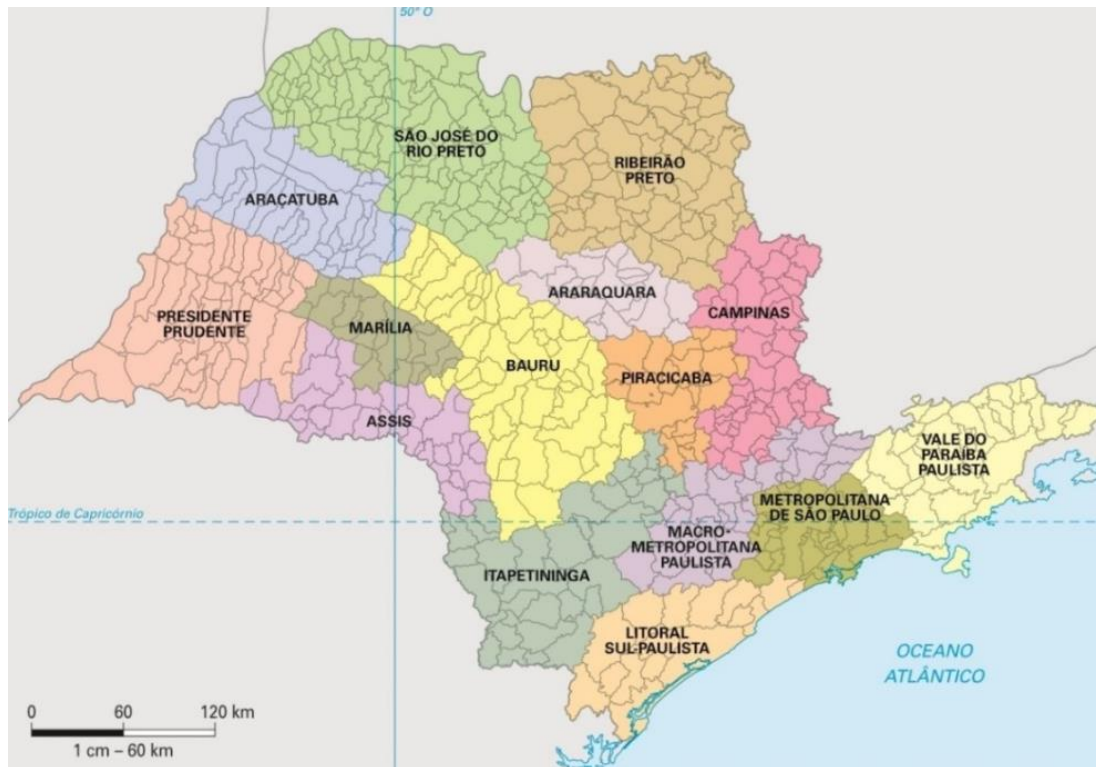 50° O
SÃO JOSÉ DO
RIO PRETO
RIBEIRÃO
PRETO
ARAÇATUBA
ARARAQUARA
CAMPINAS
PRESIDENTE
PRUDENTE
MARÍLIA
BAURU
PIRACICABA
ASSIS
VALE DO
PARAÍBA
PAULISTA
Trópico de Capricórnio
METROPOLITANA
DE SÃO PAULO
MACRO-
METROPOLITANA
PAULISTA
ITAPETININGA
LITORAL
SUL-PAULISTA
OCEANO
ATLÂNTICO
0 60 120 km
1 cm – 60 km